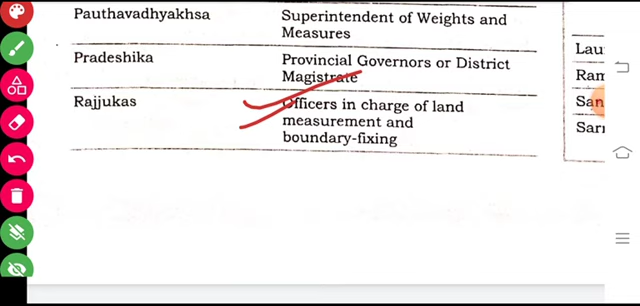 Pauthavadhyakhsa Superintendent of Weights and
Measures
Pradeshika Provincial Governors or District
Magistrate
Rajjukas Officers in charge of land
measurement and
boundary-fixing
Lau
Ram
San
Sar